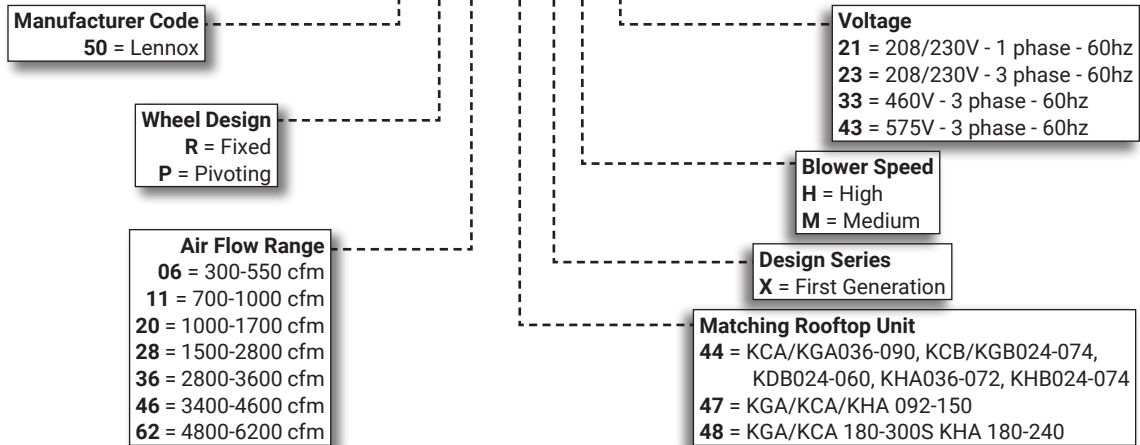 Manufacturer Code
50 = Lennox
Wheel Design
R = Fixed
P = Pivoting
Air Flow Range
06 = 300-550 cfm
11 = 700-1000 cfm
20 = 1000-1700 cfm
28 = 1500-2800 cfm
36 = 2800-3600 cfm
46 = 3400-4600 cfm
62 = 4800-6200 cfm
Voltage
21 = 208/230V - 1 phase - 60hz
23 = 208/230V - 3 phase - 60hz
33 = 460V - 3 phase - 60hz
43 = 575V - 3 phase - 60hz
Blower Speed
H = High
M = Medium
Design Series
X = First Generation
Matching Rooftop Unit
44 = KCA/KGA036-090, KCB/KGB024-074,
KDB024-060, KHA036-072, KHB024-074
47 = KGA/KCA/KHA 092-150
48 = KGA/KCA 180-300S KHA 180-240